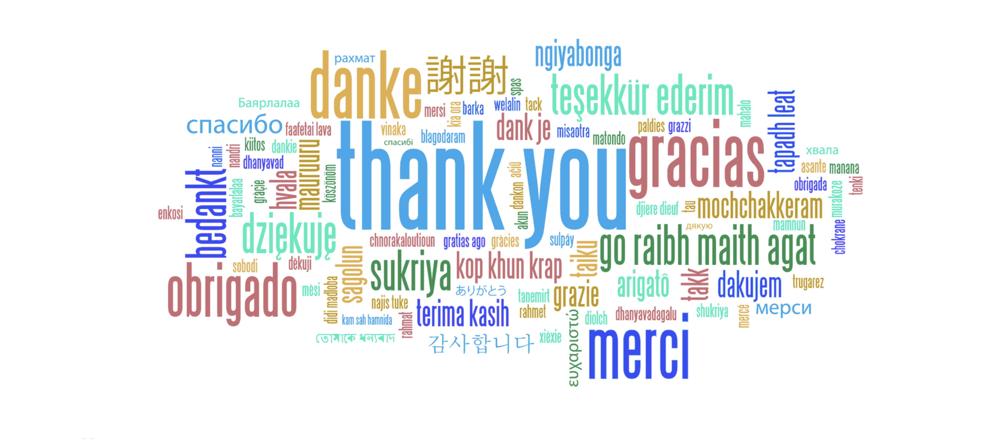 ngiyabonga
рахмат
danke
謝謝
teşekkür ederim
spas
Баярлалаа
mersi
kia ora
barka
welalin
tack
mahalo
tapadh leat
спасибо
faafetai lava
vinaka
blagodaram
dank je
misaotra
matondo
paldies
grazzi
gracias
kiitos
dankie
mauruuru
спасибі
thank you
nanni
nandri
dhanyavad
хвала
asante
manana
bedankt
bayarlalaa
gràçie
hvala
köszönöm
ačiū
dankon
akun
obrigada
murakoze
tenki
enkosi
dziękuję
djiere dieuf
tau
mochchakkeram
дякую
mamnun
chokrane
go raibh maith agat
chnorakaloutioun
gratias ago
gràcies
sulpáy
taiku
sobodi
děkuji
sagolun
sukriya
kop khun krap
obrigado
mèsi
didi madloba
najis tuke
ありがとう
tanemirt
grazie
arigatô
takk
dakujem
trugarez
kam sah hamnida
rahmat
terima kasih
rahmet
ευχαριστώ
diolch
dhanyavadagalu
shukriya
mercé
мерси
তোমাকে ধন্যবাদ
감사합니다
xièxie
merci